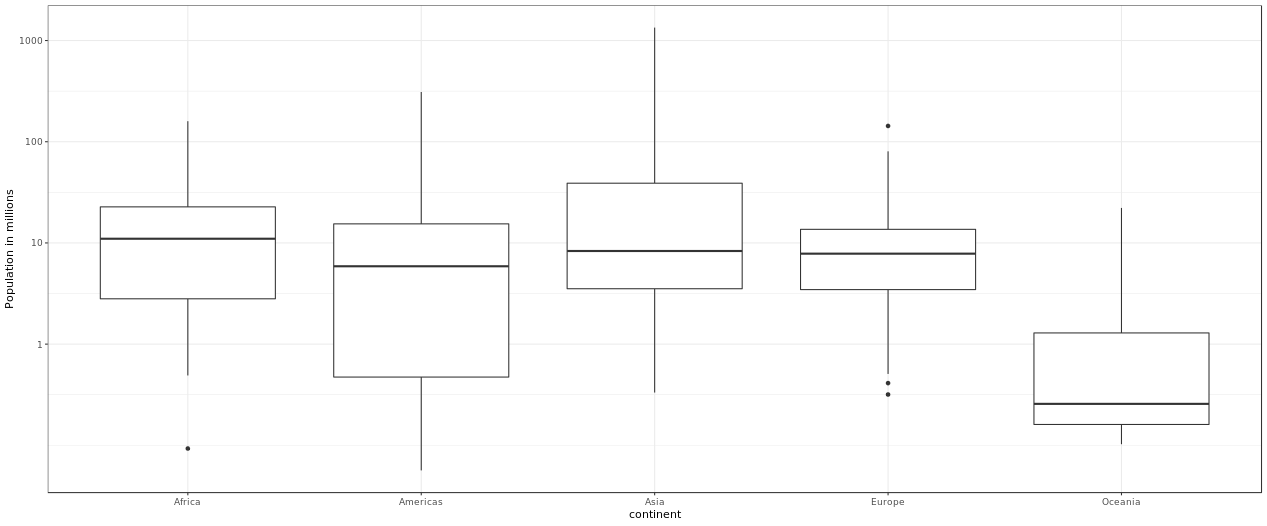 Population in millions
1000
100
10
1
Africa Americas Asia Europe Oceania
continent